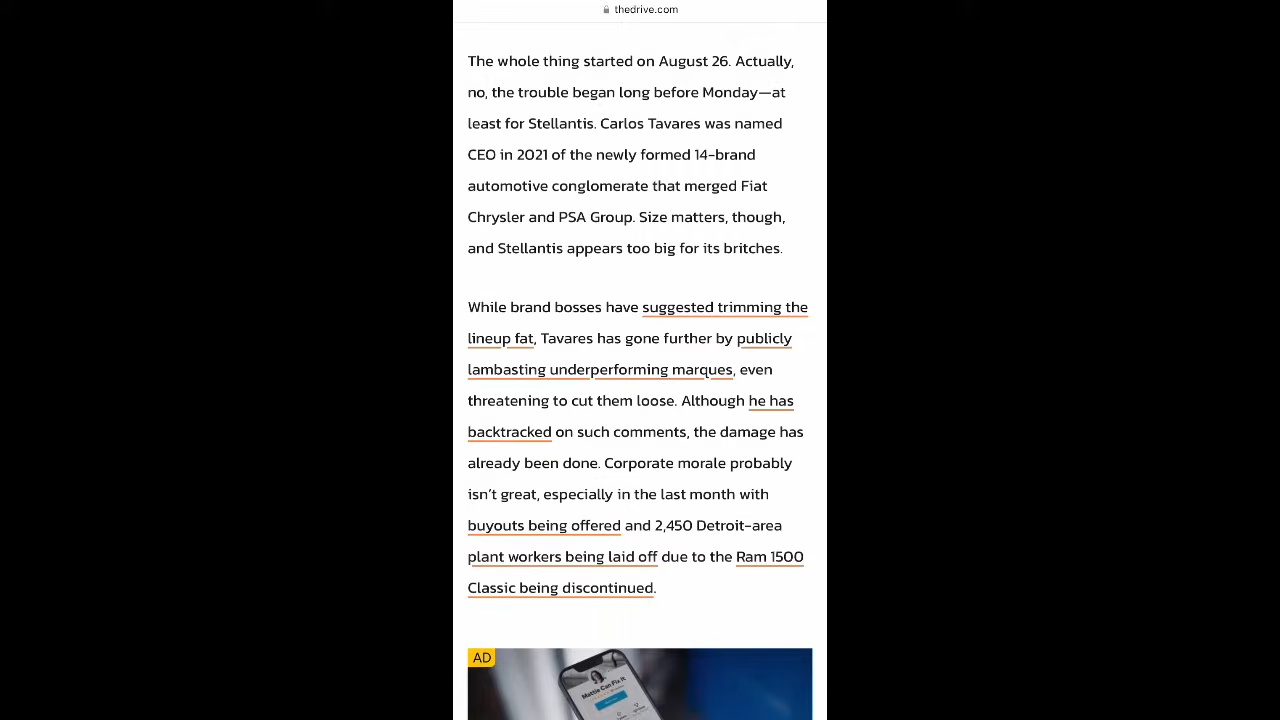 thedrive.com
The whole thing started on August 26. Actually,
no, the trouble began long before Monday—at
least for Stellantis. Carlos Tavares was named
CEO in 2021 of the newly formed 14-brand
automotive conglomerate that merged Fiat
Chrysler and PSA Group. Size matters, though,
and Stellantis appears too big for its britches.
While brand bosses have suggested trimming the
lineup fat, Tavares has gone further by publicly
lambasting underperforming marques, even
threatening to cut them loose. Although he has
backtracked on such comments, the damage has
already been done. Corporate morale probably
isn’t great, especially in the last month with
buyouts being offered and 2,450 Detroit-area
plant workers being laid off due to the Ram 1500
Classic being discontinued.
AD
Mattie Can Fix It